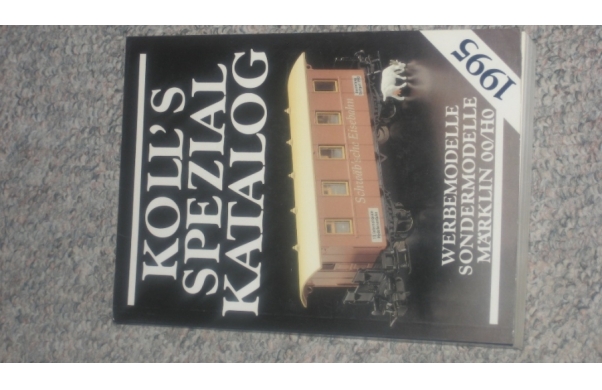 KOLL'S
SPEZIAL
KATALOG
1995
WERBEMODELLE
SONDERMODELLE
MÄRKLIN 00/H0